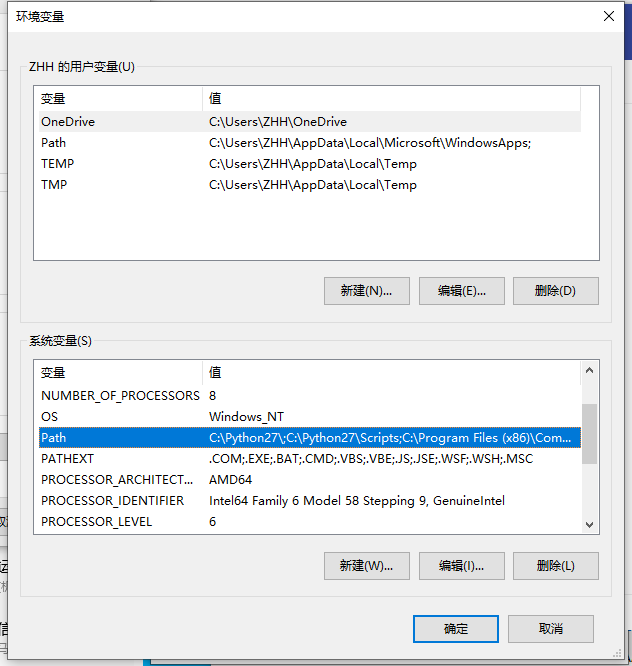 环境变量
ZHH 的用户变量(U)
变量 值
OneDrive C:\Users\ZHH\OneDrive
Path C:\Users\ZHH\AppData\Local\Microsoft\WindowsApps;
TEMP C:\Users\ZHH\AppData\Local\Temp
TMP C:\Users\ZHH\AppData\Local\Temp
新建(N)... 编辑(E)... 删除(D)
系统变量(S)
变量 值
NUMBER_OF_PROCESSORS 8
OS Windows_NT
Path C:\Python27\;C:\Python27\Scripts;C:\Program Files (x86)\Com...
PATHEXT .COM;.EXE;.BAT;.CMD;.VBS;.VBE;.JS;.JSE;.WSF;.WSH;.MSC
PROCESSOR_ARCHITECT... AMD64
PROCESSOR_IDENTIFIER Intel64 Family 6 Model 58 Stepping 9, GenuineIntel
PROCESSOR_LEVEL 6
新建(W)... 编辑(I)... 删除(L)
确定 取消